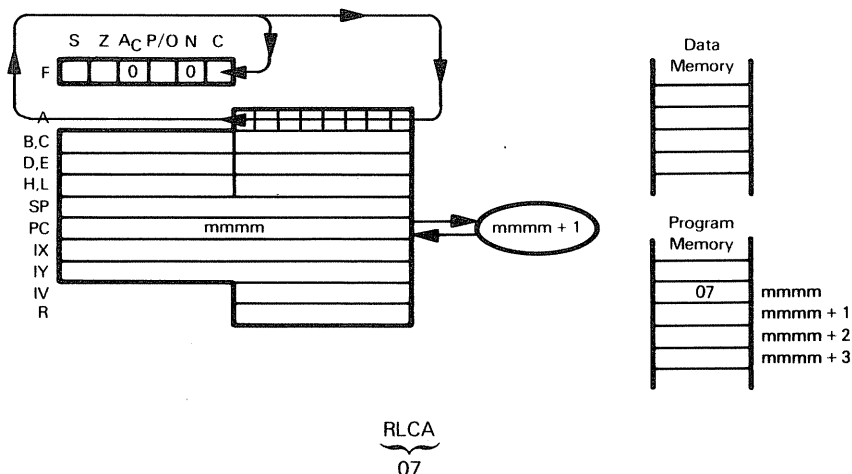 S Z AC P/O N C
F 0 0
A
B,C
D,E
H,L
SP
PC mmmm mmmm + 1
IX
IY
IV
R
Data
Memory
Program
Memory
07 mmmm
mmmm + 1
mmmm + 2
mmmm + 3
RLCA
07